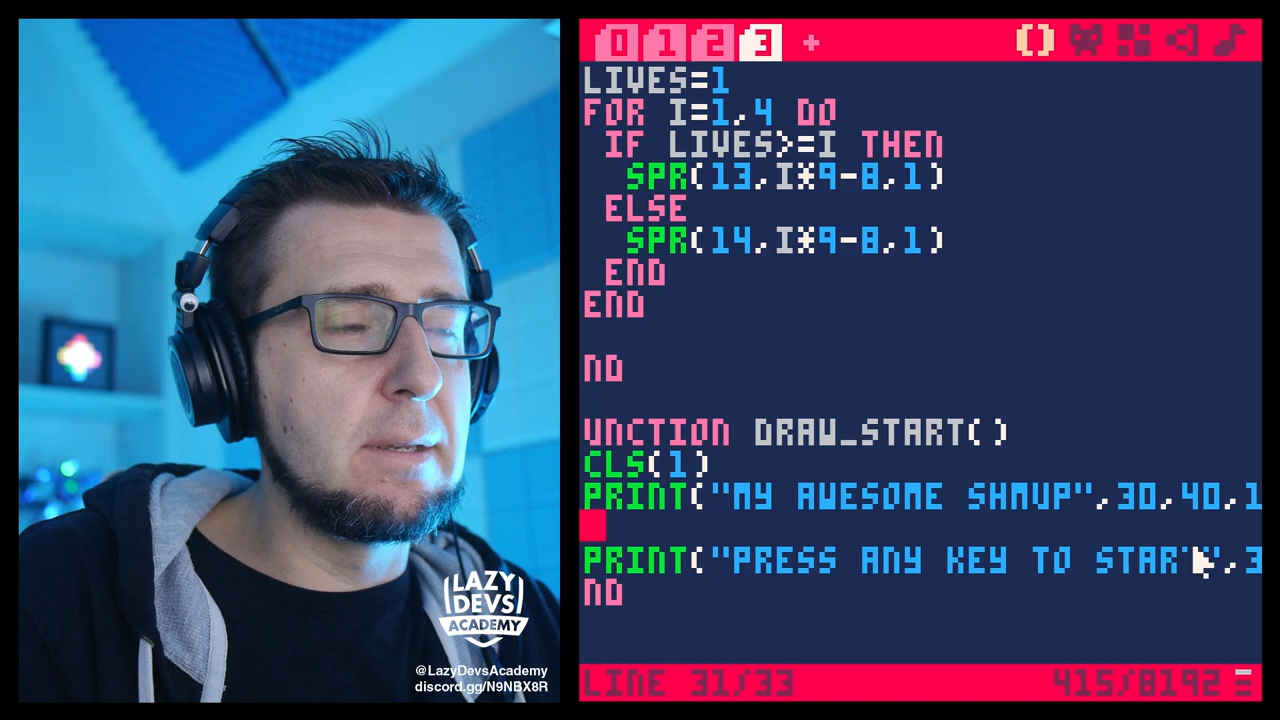 LAZY
DEVS
ACADEMY
@LazyDevsAcademy
discord.gg/N9NBX8R
0 1 2 3 +
LIVES=1
FOR I=1,4 DO
IF LIVES>=I THEN
SPR(13,I*9-8,1)
ELSE
SPR(14,I*9-8,1)
END
END
ND
UNCTION DRAW_START()
CLS(1)
PRINT("MY AWESOME SHMUP",30,40,1
PRINT("PRESS ANY KEY TO START",3
ND
LINE 31/33
415/8192